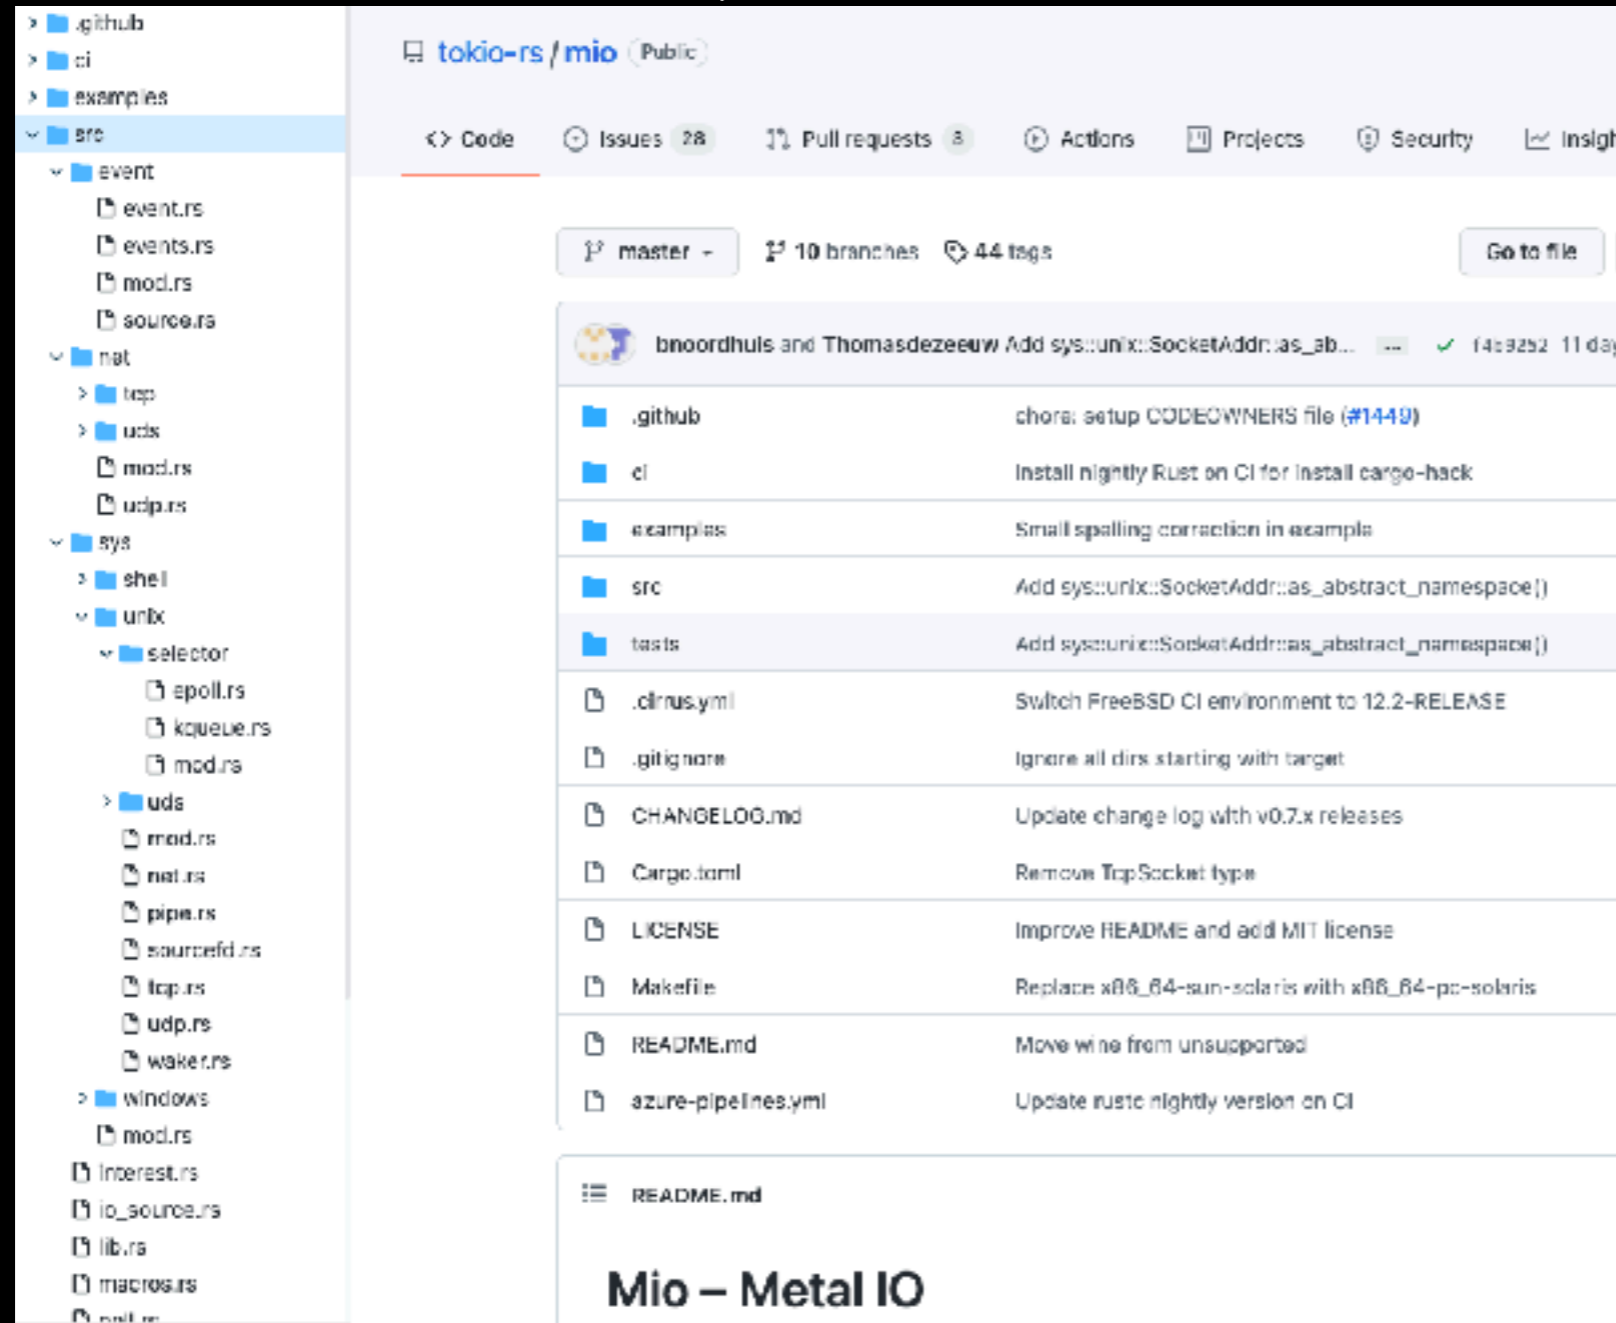 .github
ci
examples
src
event
event.rs
events.rs
mod.rs
source.rs
net
tcp
uds
mod.rs
udp.rs
sys
shell
unix
selector
epoll.rs
kqueue.rs
mod.rs
uds
mod.rs
net.rs
pipe.rs
sourcefd.rs
tcp.rs
udp.rs
waker.rs
windows
mod.rs
interest.rs
io_source.rs
lib.rs
macros.rs
tokio-rs / mio Public
<> Code Issues 28 Pull requests 8 Actions Projects Security Insigh
master 10 branches 44 tags Go to file
bnoordhuis and Thomasdezeeuw Add sys::unix::SocketAddr::as_ab... ... 11 day
.github chore: setup CODEOWNERS file (#1449)
ci Install nightly Rust on CI for install cargo-hack
examples Small spelling correction in example
src Add sys::unix::SocketAddr::as_abstract_namespace()
tests Add sys::unix::SocketAddr::as_abstract_namespace()
.cirrus.yml Switch FreeBSD CI environment to 12.2-RELEASE
.gitignore Ignore all dirs starting with target
CHANGELOG.md Update change log with v0.7.x releases
Cargo.toml Remove TcpSocket type
LICENSE Improve README and add MIT license
Makefile Replace x86_64-sun-solaris with x86_64-pc-solaris
README.md Move wine from unsupported
azure-pipelines.yml Update rustc nightly version on CI
README.md
Mio – Metal IO